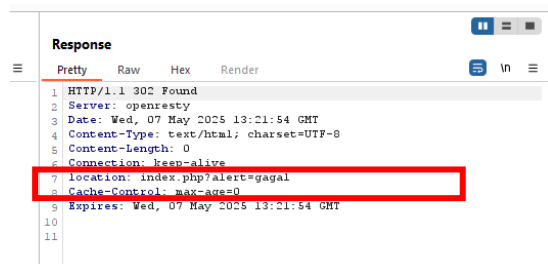 Response
Pretty Raw Hex Render \n
1 HTTP/1.1 302 Found
2 Server: openresty
3 Date: Wed, 07 May 2025 13:21:54 GMT
4 Content-Type: text/html; charset=UTF-8
5 Content-Length: 0
6 Connection: keep-alive
7 location: index.php?alert=gagal
8 Cache-Control: max-age=0
9 Expires: Wed, 07 May 2025 13:21:54 GMT
10
11